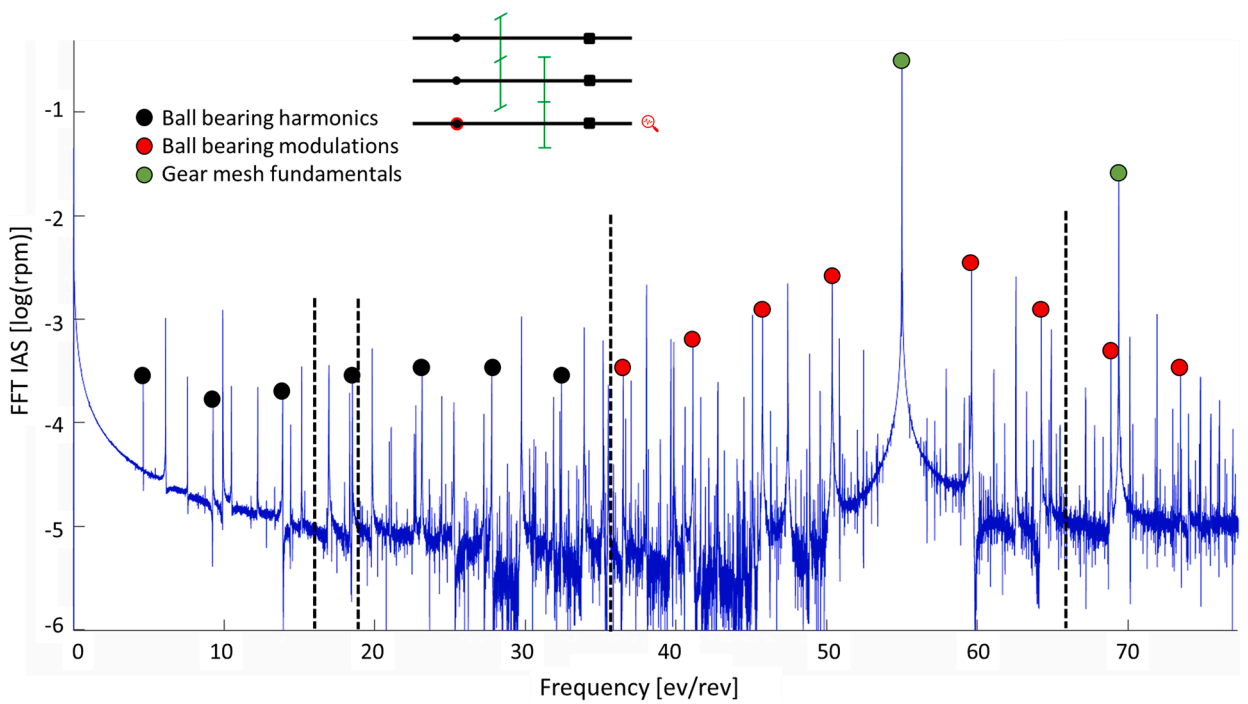 Ball bearing harmonics
Ball bearing modulations
Gear mesh fundamentals
FFT IAS [log(rpm)]
-1
-2
-3
-4
-5
-6
0 10 20 30 40 50 60 70
Frequency [ev/rev]